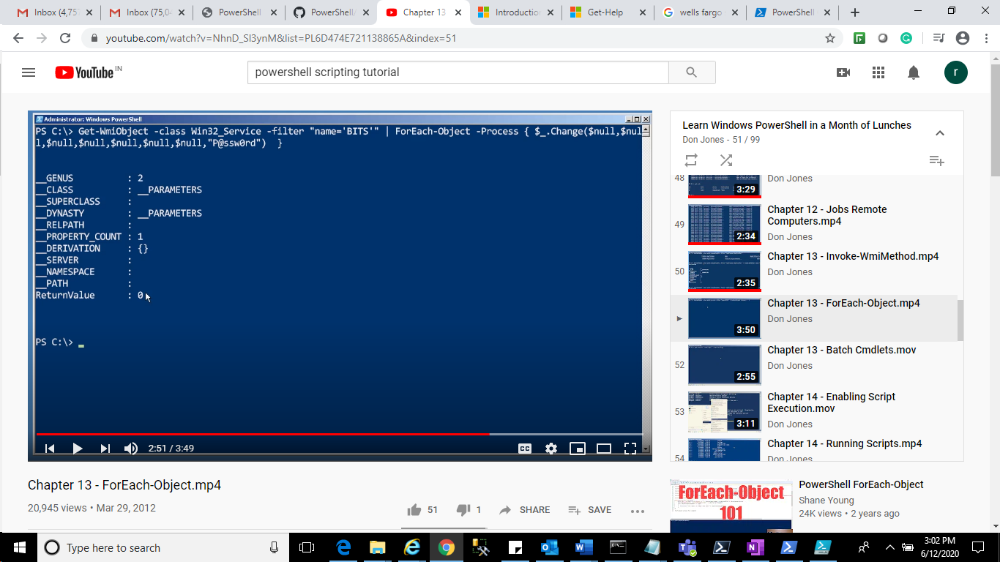 Inbox (4,75
Inbox (75,0
PowerShell
PowerShell/
Chapter 13
Introduction
Get-Help
wells fargo
PowerShell
youtube.com/watch?v=NhnD_Sl3ynM&list=PL6D474E721138865A&index=51
YouTube IN
powershell scripting tutorial
r
Administrator: Windows PowerShell
PS C:\> Get-WmiObject -class Win32_Service -filter "name='BITS'" | ForEach-Object -Process { $_.Change($null,$nul
l,$null,$null,$null,$null,$null,"P@ssw0rd")  }
__GENUS : 2
__CLASS : __PARAMETERS
__SUPERCLASS :
__DYNASTY : __PARAMETERS
__RELPATH :
__PROPERTY_COUNT : 1
__DERIVATION : {}
__SERVER :
__NAMESPACE :
__PATH :
ReturnValue : 0
PS C:\> _
2:51 / 3:49
CC
Chapter 13 - ForEach-Object.mp4
20,945 views • Mar 29, 2012
51
1
SHARE
SAVE
Learn Windows PowerShell in a Month of Lunches
Don Jones - 51 / 99
48
3:29
Don Jones
49
2:34
Chapter 12 - Jobs Remote
Computers.mp4
Don Jones
50
2:35
Chapter 13 - Invoke-WmiMethod.mp4
Don Jones
3:50
Chapter 13 - ForEach-Object.mp4
Don Jones
52
2:55
Chapter 13 - Batch Cmdlets.mov
Don Jones
53
3:11
Chapter 14 - Enabling Script
Execution.mov
Don Jones
54
Chapter 14 - Running Scripts.mp4
Don Jones
ForEach-Object
101
PowerShell ForEach-Object
Shane Young
24K views • 2 years ago
Type here to search
3:02 PM
6/12/2020